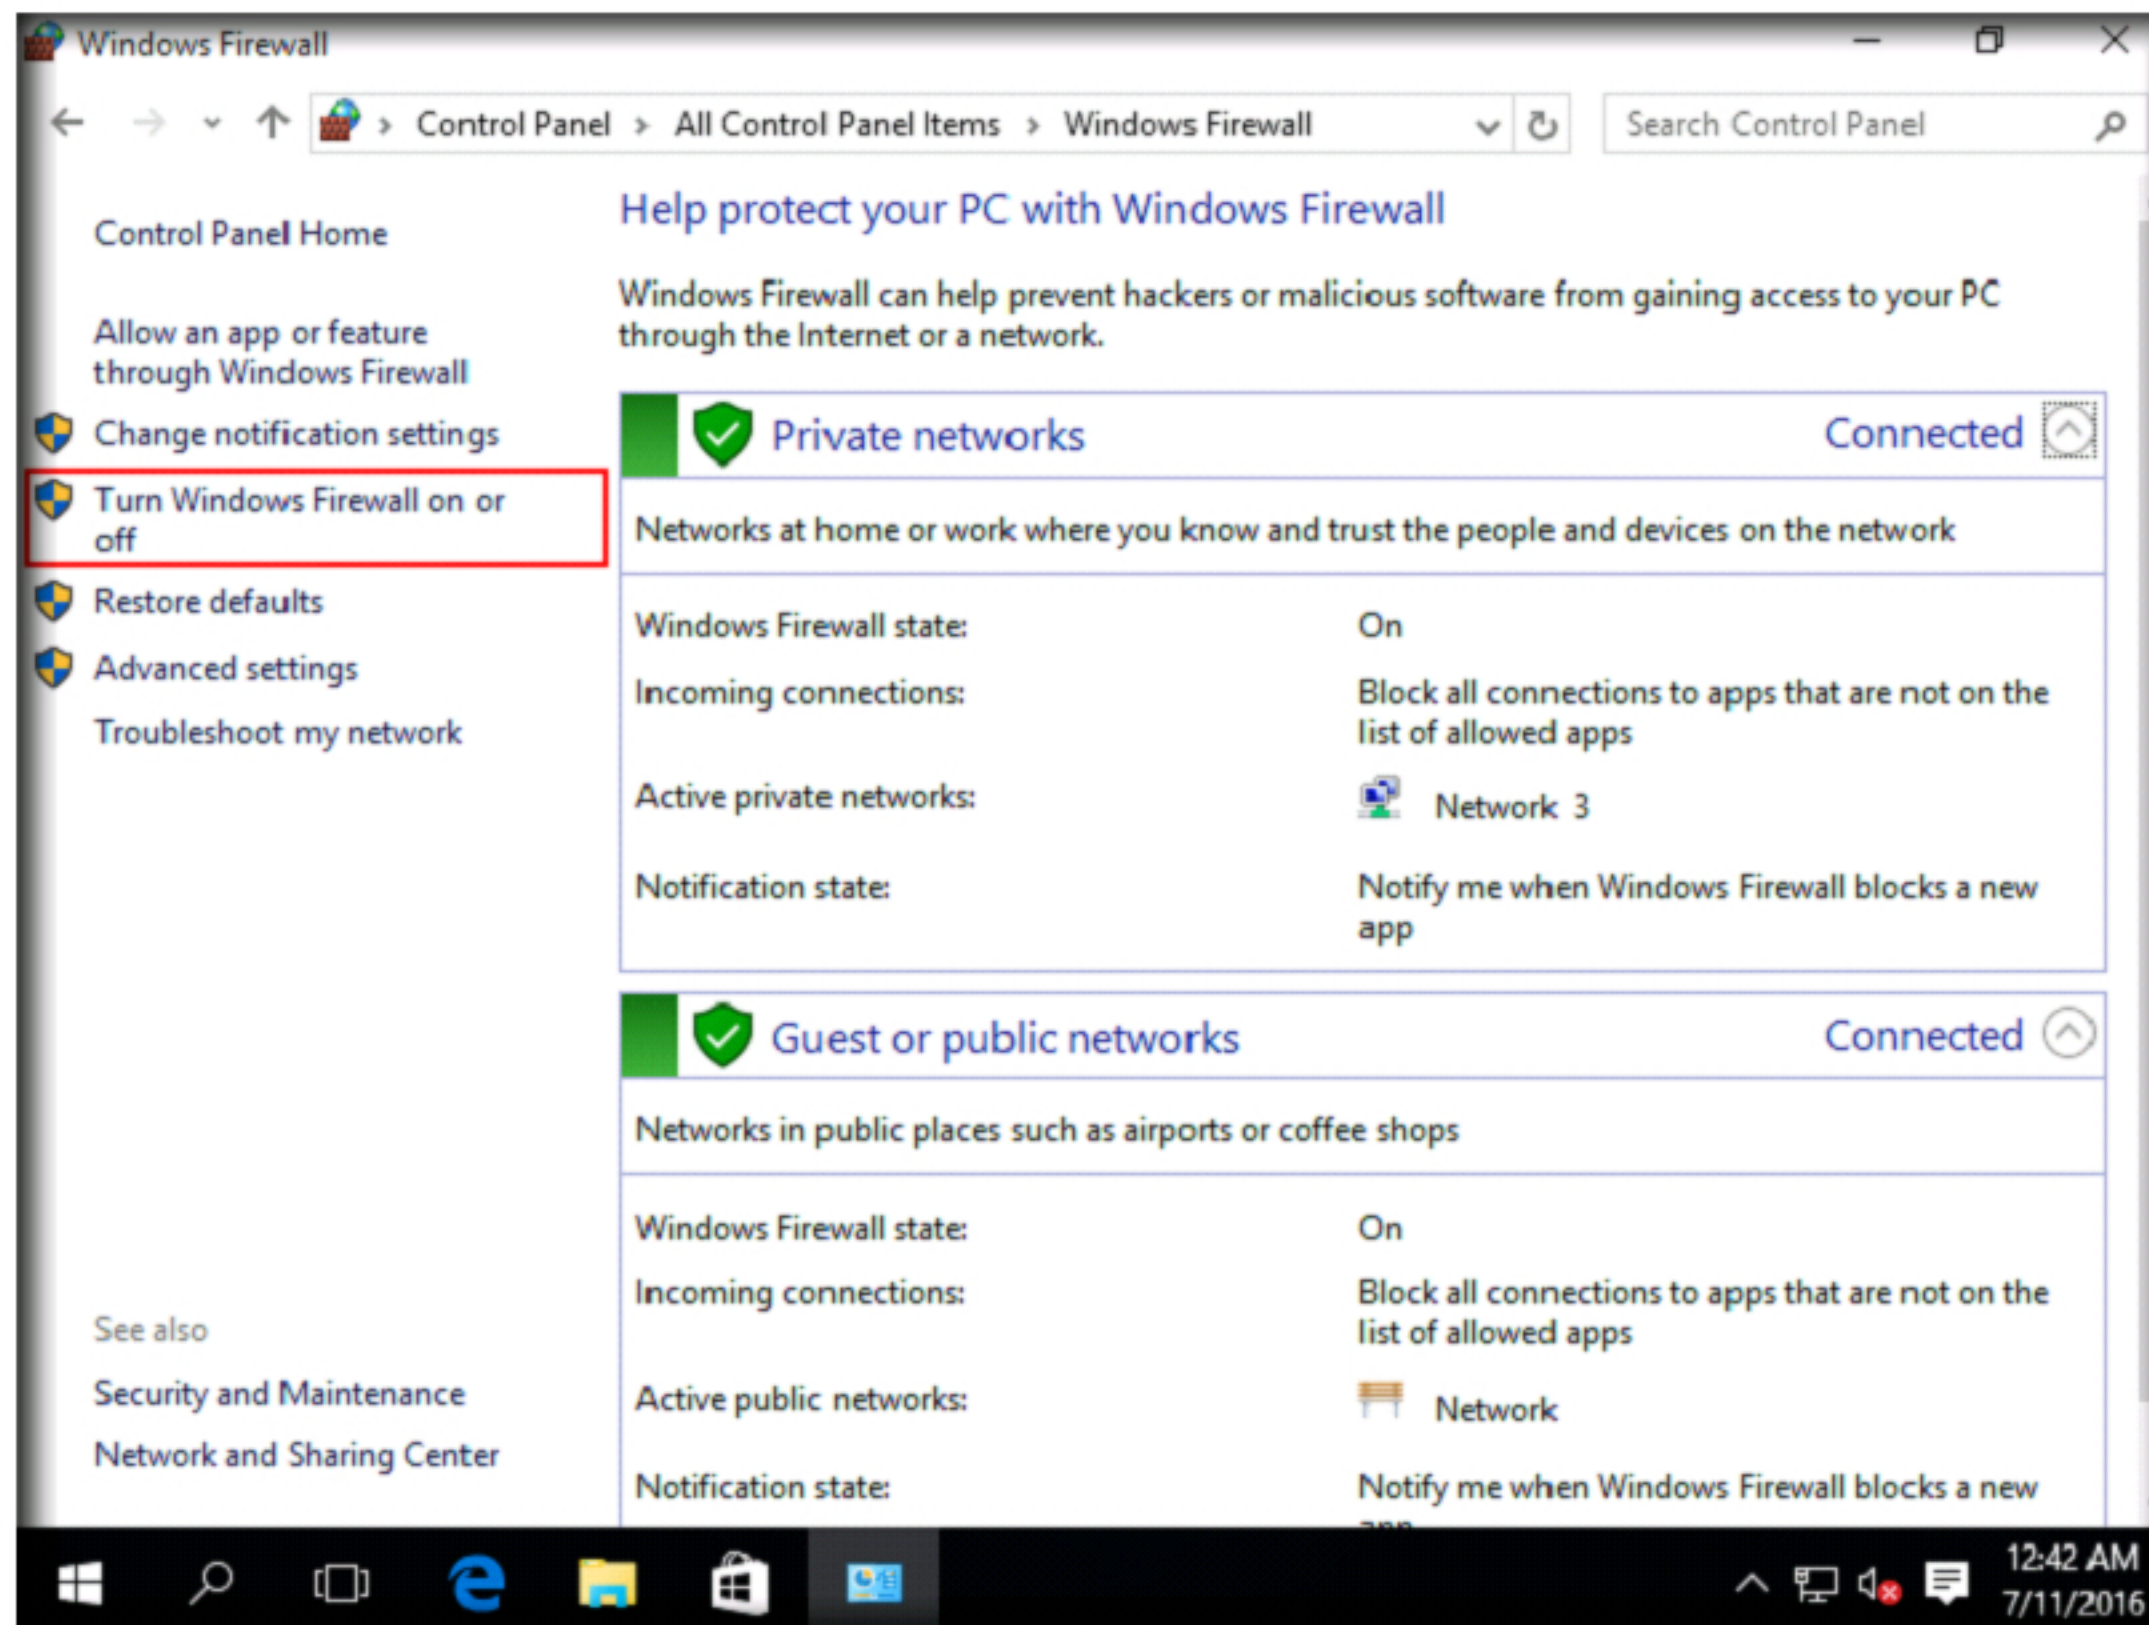 Windows Firewall
Control Panel > All Control Panel Items > Windows Firewall
Search Control Panel
Control Panel Home
Allow an app or feature
through Windows Firewall
Change notification settings
Turn Windows Firewall on or
off
Restore defaults
Advanced settings
Troubleshoot my network
See also
Security and Maintenance
Network and Sharing Center
Help protect your PC with Windows Firewall
Windows Firewall can help prevent hackers or malicious software from gaining access to your PC
through the Internet or a network.
Private networks
Connected
Networks at home or work where you know and trust the people and devices on the network
Windows Firewall state:
On
Incoming connections:
Block all connections to apps that are not on the
list of allowed apps
Active private networks:
Network 3
Notification state:
Notify me when Windows Firewall blocks a new
app
Guest or public networks
Connected
Networks in public places such as airports or coffee shops
Windows Firewall state:
On
Incoming connections:
Block all connections to apps that are not on the
list of allowed apps
Active public networks:
Network
Notification state:
Notify me when Windows Firewall blocks a new
12:42 AM
7/11/2016